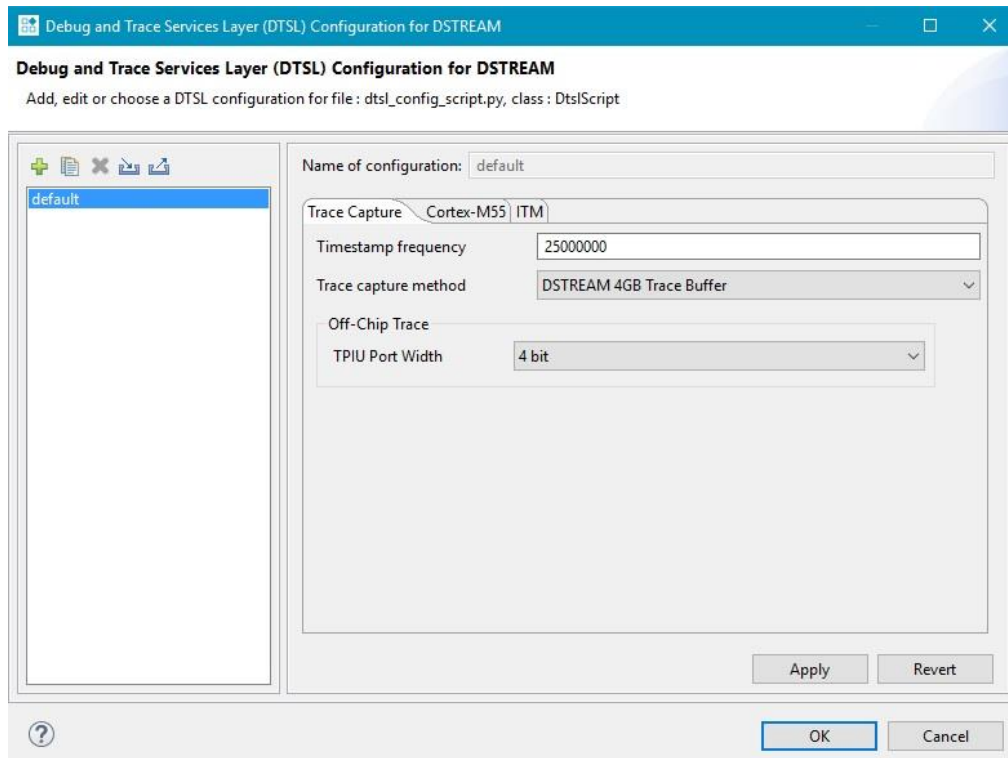 Debug and Trace Services Layer (DTSL) Configuration for DSTREAM
Debug and Trace Services Layer (DTSL) Configuration for DSTREAM
Add, edit or choose a DTSL configuration for file : dtsl_config_script.py, class : DtslScript
default
Name of configuration: default
Trace Capture Cortex-M55 ITM
Timestamp frequency 25000000
Trace capture method DSTREAM 4GB Trace Buffer
Off-Chip Trace
TPIU Port Width 4 bit
Apply Revert
OK Cancel